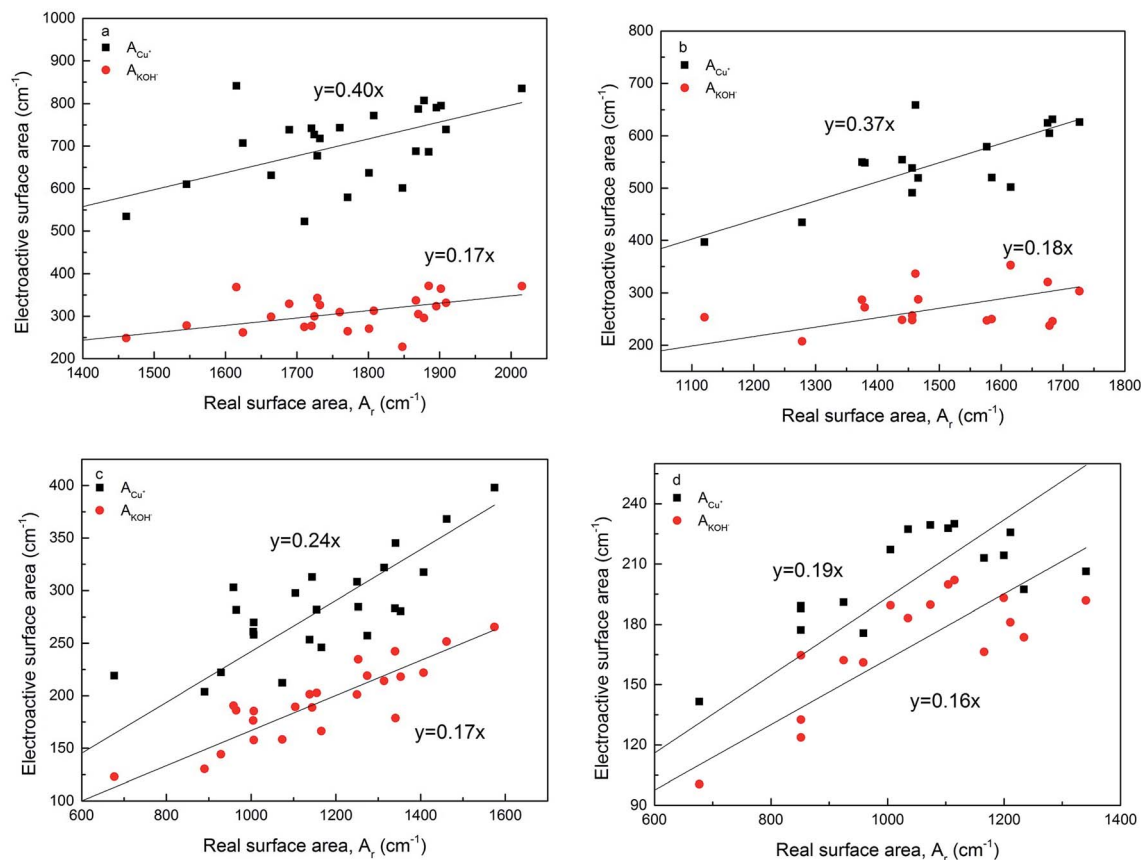 a
A_Cu+
A_KOH-
y=0.40x
y=0.17x
Electroactive surface area (cm-1)
1000
900
800
700
600
500
400
300
200
1400 1500 1600 1700 1800 1900 2000
Real surface area, A_r (cm-1)
b
A_Cu+
A_KOH-
y=0.37x
y=0.18x
Electroactive surface area (cm-1)
800
700
600
500
400
300
200
1100 1200 1300 1400 1500 1600 1700 1800
Real surface area, A_r (cm-1)
c
A_Cu+
A_KOH-
y=0.24x
y=0.17x
Electroactive surface area (cm-1)
400
350
300
250
200
150
100
600 800 1000 1200 1400 1600
Real surface area, A_r (cm-1)
d
A_Cu+
A_KOH-
y=0.19x
y=0.16x
Electroactive surface area (cm-1)
240
210
180
150
120
90
600 800 1000 1200 1400
Real surface area, A_r (cm-1)